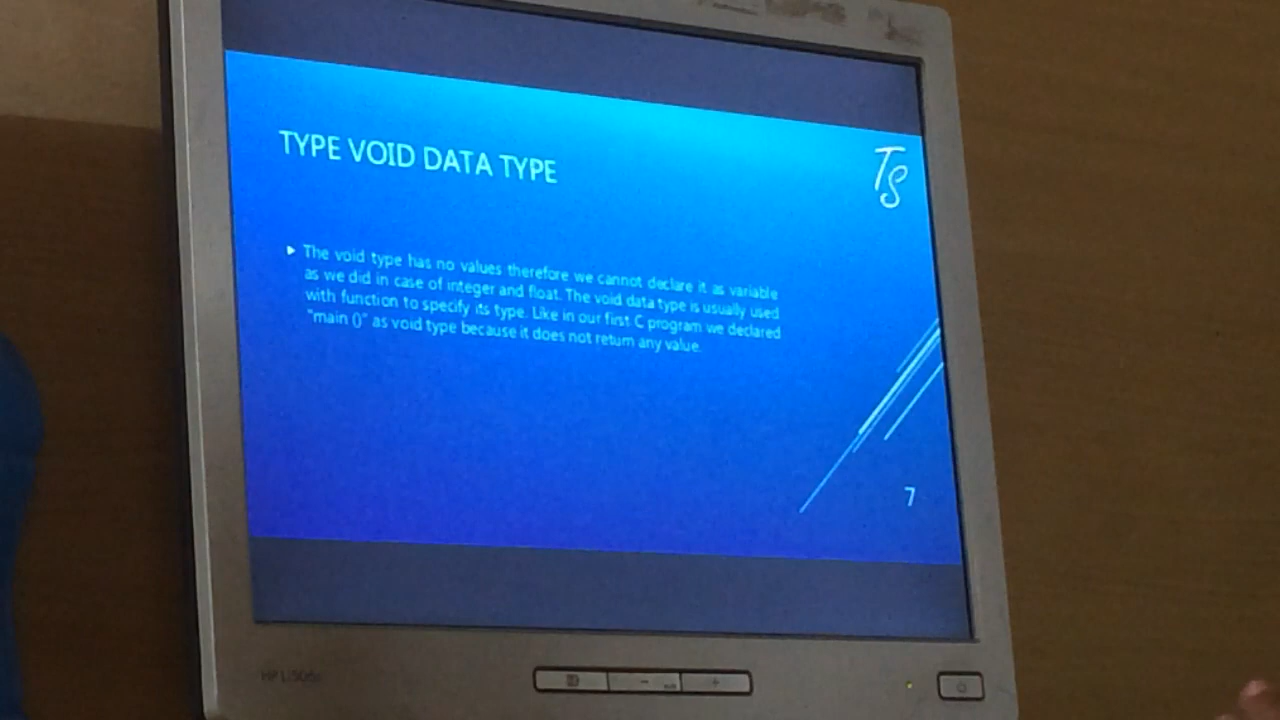 TYPE VOID DATA TYPE
TS
The void type has no values therefore we cannot declare it as variable
as we did in case of integer and float. The void data type is usually used
with function to specify its type. Like in our first C program we declared
"main ()" as void type because it does not return any value.
7